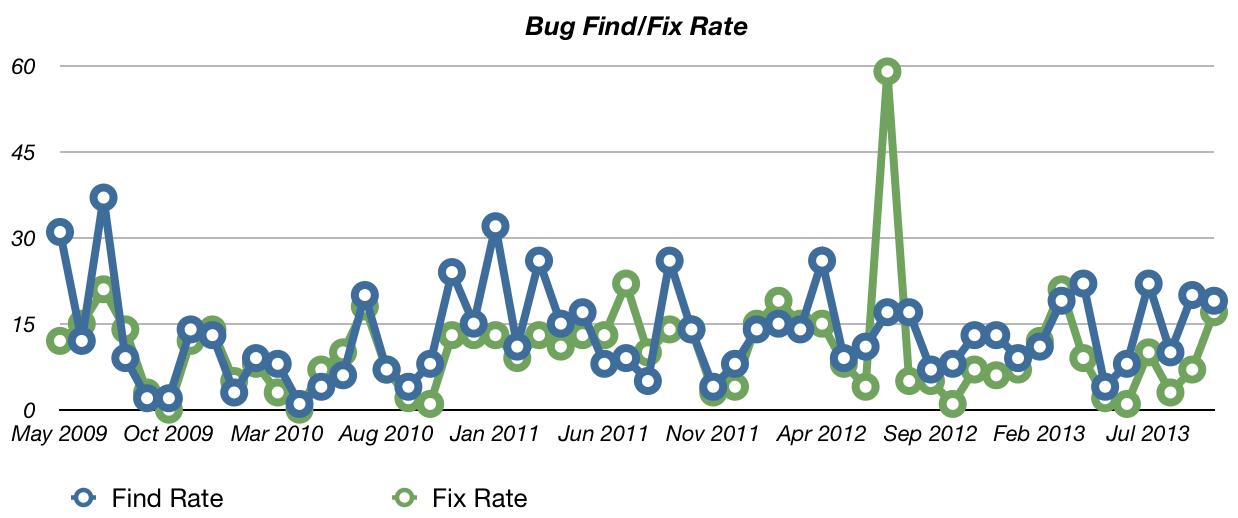 Bug Find/Fix Rate
60
45
30
15
0
May 2009 Oct 2009 Mar 2010 Aug 2010 Jan 2011 Jun 2011 Nov 2011 Apr 2012 Sep 2012 Feb 2013 Jul 2013
Find Rate Fix Rate